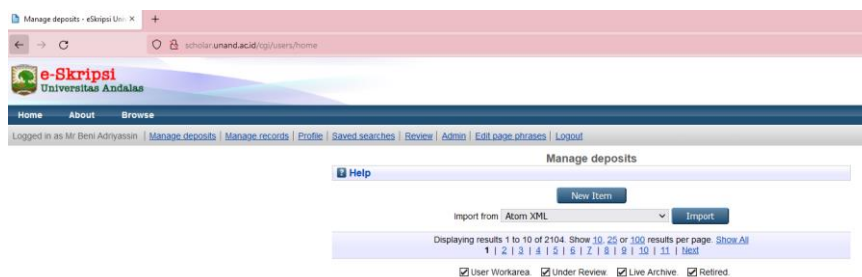 Manage deposits - eSkripsi Uni
scholar.unand.ac.id/cgi/users/home
e-Skripsi
Universitas Andalas
Home About Browse
Logged in as Mr Beni Adriyassin | Manage deposits | Manage records | Profile | Saved searches | Review | Admin | Edit page phrases | Logout
Manage deposits
Help
New Item
Import from Atom XML Import
Displaying results 1 to 10 of 2104. Show 10, 25 or 100 results per page. Show All
1 | 2 | 3 | 4 | 5 | 6 | 7 | 8 | 9 | 10 | 11 | Next
User Workarea. Under Review. Live Archive. Retired.